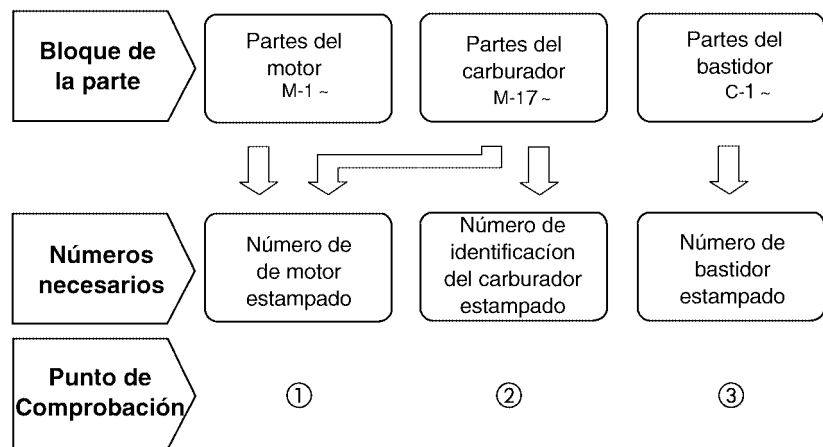 Bloque de
la parte
Partes del
motor
M-1 ~
Partes del
carburador
M-17 ~
Partes del
bastidor
C-1 ~
Números
necesarios
Número de
de motor
estampado
Número de
identificacíon
del carburador
estampado
Número de
bastidor
estampado
Punto de
Comprobación
①
②
③